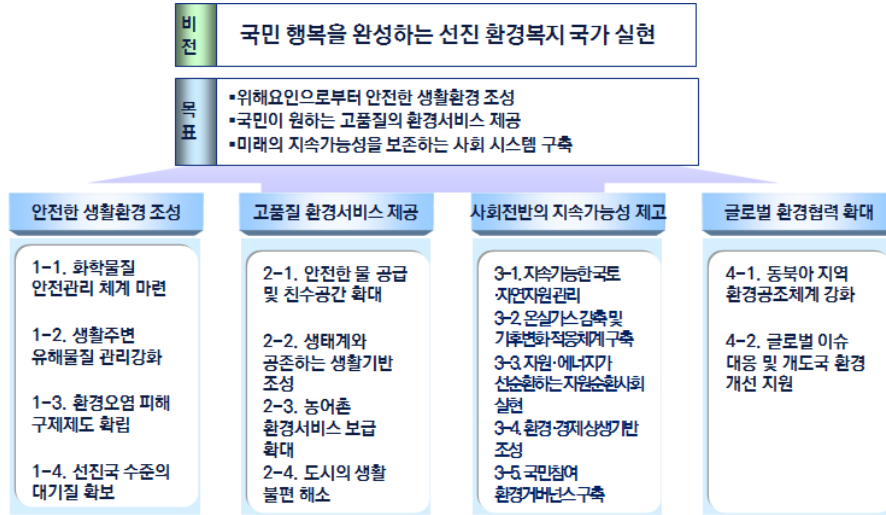 비전
국민 행복을 완성하는 선진 환경복지 국가 실현
목표
▪위해요인으로부터 안전한 생활환경 조성
▪국민이 원하는 고품질의 환경서비스 제공
▪미래의 지속가능성을 보존하는 사회 시스템 구축
안전한 생활환경 조성
1-1. 화학물질
안전관리 체계 마련
1-2. 생활주변
유해물질 관리강화
1-3. 환경오염 피해
구제제도 확립
1-4. 선진국 수준의
대기질 확보
고품질 환경서비스 제공
2-1. 안전한 물 공급
및 친수공간 확대
2-2. 생태계와
공존하는 생활기반
조성
2-3. 농어촌
환경서비스 보급
확대
2-4. 도시의 생활
불편 해소
사회전반의 지속가능성 제고
3-1. 지속가능한 국토
·자연자원 관리
3-2. 온실가스 감축 및
기후변화 적응체계 구축
3-3. 자원·에너지가
선순환하는 자원순환사회
실현
3-4. 환경·경제 상생기반
조성
3-5. 국민참여
환경거버넌스 구축
글로벌 환경협력 확대
4-1. 동북아 지역
환경공조체계 강화
4-2. 글로벌 이슈
대응 및 개도국 환경
개선 지원